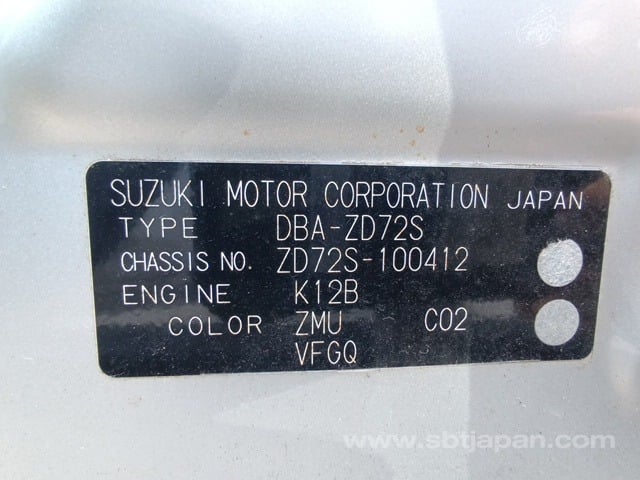 SUZUKI MOTOR CORPORATION JAPAN
TYPE DBA-ZD72S
CHASSIS NO. ZD72S-100412
ENGINE K12B
COLOR ZMU C02
VFGQ
www.sbtjapan.com